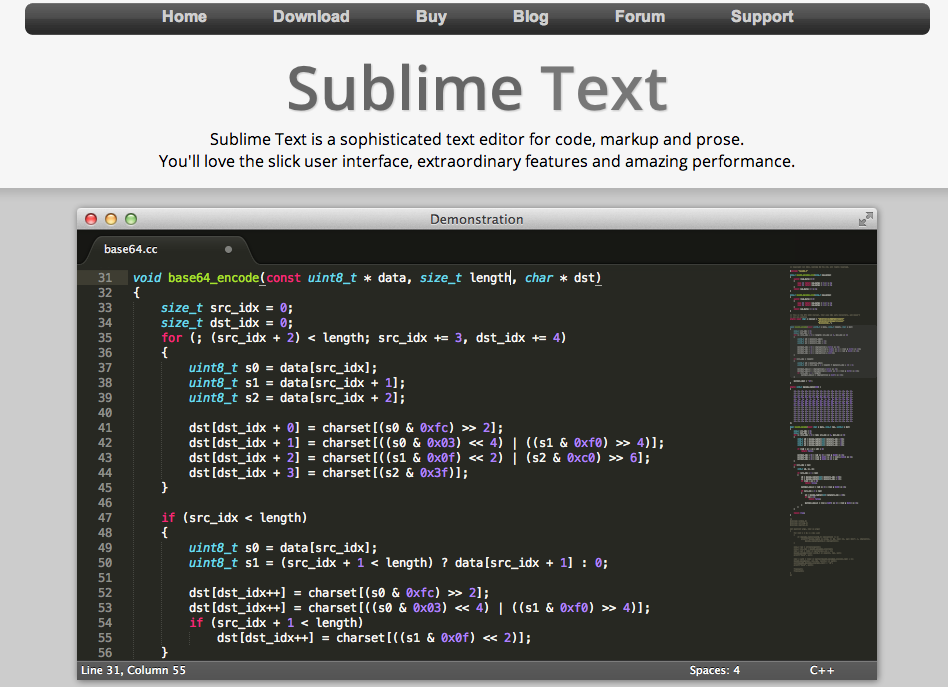 Home Download Buy Blog Forum Support
Sublime Text
Sublime Text is a sophisticated text editor for code, markup and prose.
You'll love the slick user interface, extraordinary features and amazing performance.
Demonstration
base64.cc
31 void base64_encode(const uint8_t * data, size_t length, char * dst)
32 {
33     size_t src_idx = 0;
34     size_t dst_idx = 0;
35     for (; (src_idx + 2) < length; src_idx += 3, dst_idx += 4)
36     {
37         uint8_t s0 = data[src_idx];
38         uint8_t s1 = data[src_idx + 1];
39         uint8_t s2 = data[src_idx + 2];
40
41         dst[dst_idx + 0] = charset[(s0 & 0xfc) >> 2];
42         dst[dst_idx + 1] = charset[((s0 & 0x03) << 4) | ((s1 & 0xf0) >> 4)];
43         dst[dst_idx + 2] = charset[((s1 & 0x0f) << 2) | (s2 & 0xc0) >> 6];
44         dst[dst_idx + 3] = charset[(s2 & 0x3f)];
45     }
46
47     if (src_idx < length)
48     {
49         uint8_t s0 = data[src_idx];
50         uint8_t s1 = (src_idx + 1 < length) ? data[src_idx + 1] : 0;
51
52         dst[dst_idx++] = charset[(s0 & 0xfc) >> 2];
53         dst[dst_idx++] = charset[((s0 & 0x03) << 4) | ((s1 & 0xf0) >> 4)];
54         if (src_idx + 1 < length)
55             dst[dst_idx++] = charset[((s1 & 0x0f) << 2)];
56     }
Line 31, Column 55 Spaces: 4 C++